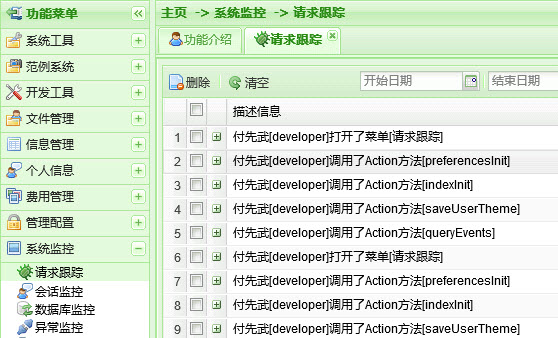 功能菜单
系统工具
范例系统
开发工具
文件管理
信息管理
个人信息
费用管理
管理配置
系统监控
请求跟踪
会话监控
数据库监控
异常监控
主页 -> 系统监控 -> 请求跟踪
功能介绍 请求跟踪
删除 清空 开始日期 结束日期
描述信息
1 付先武[developer]打开了菜单[请求跟踪]
2 付先武[developer]调用了Action方法[preferencesInit]
3 付先武[developer]调用了Action方法[indexInit]
4 付先武[developer]调用了Action方法[saveUserTheme]
5 付先武[developer]调用了Action方法[queryEvents]
6 付先武[developer]打开了菜单[请求跟踪]
7 付先武[developer]调用了Action方法[preferencesInit]
8 付先武[developer]调用了Action方法[indexInit]
9 付先武[developer]调用了Action方法[saveUserTheme]